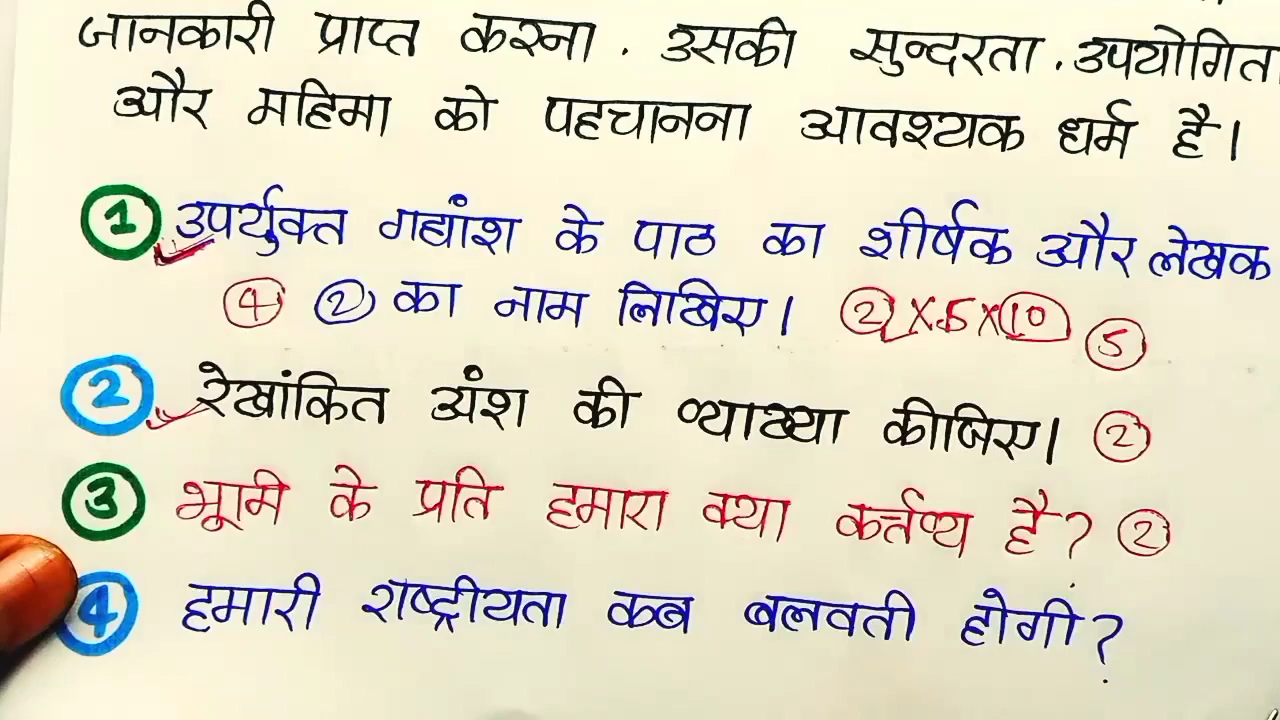 जानकारी प्राप्त करना . उसकी सुन्दरता . उपयोगिता
और महिमा को पहचानना आवश्यक धर्म है।
1 उपर्युक्त गद्यांश के पाठ का शीर्षक और लेखक
4 2 का नाम लिखिए। 2 × 5 × 10 5
2 रेखांकित अंश की व्याख्या कीजिए। 2
3 भूमि के प्रति हमारा क्या कर्त्तव्य है? 2
4 हमारी राष्ट्रीयता कब बलवती होगी?